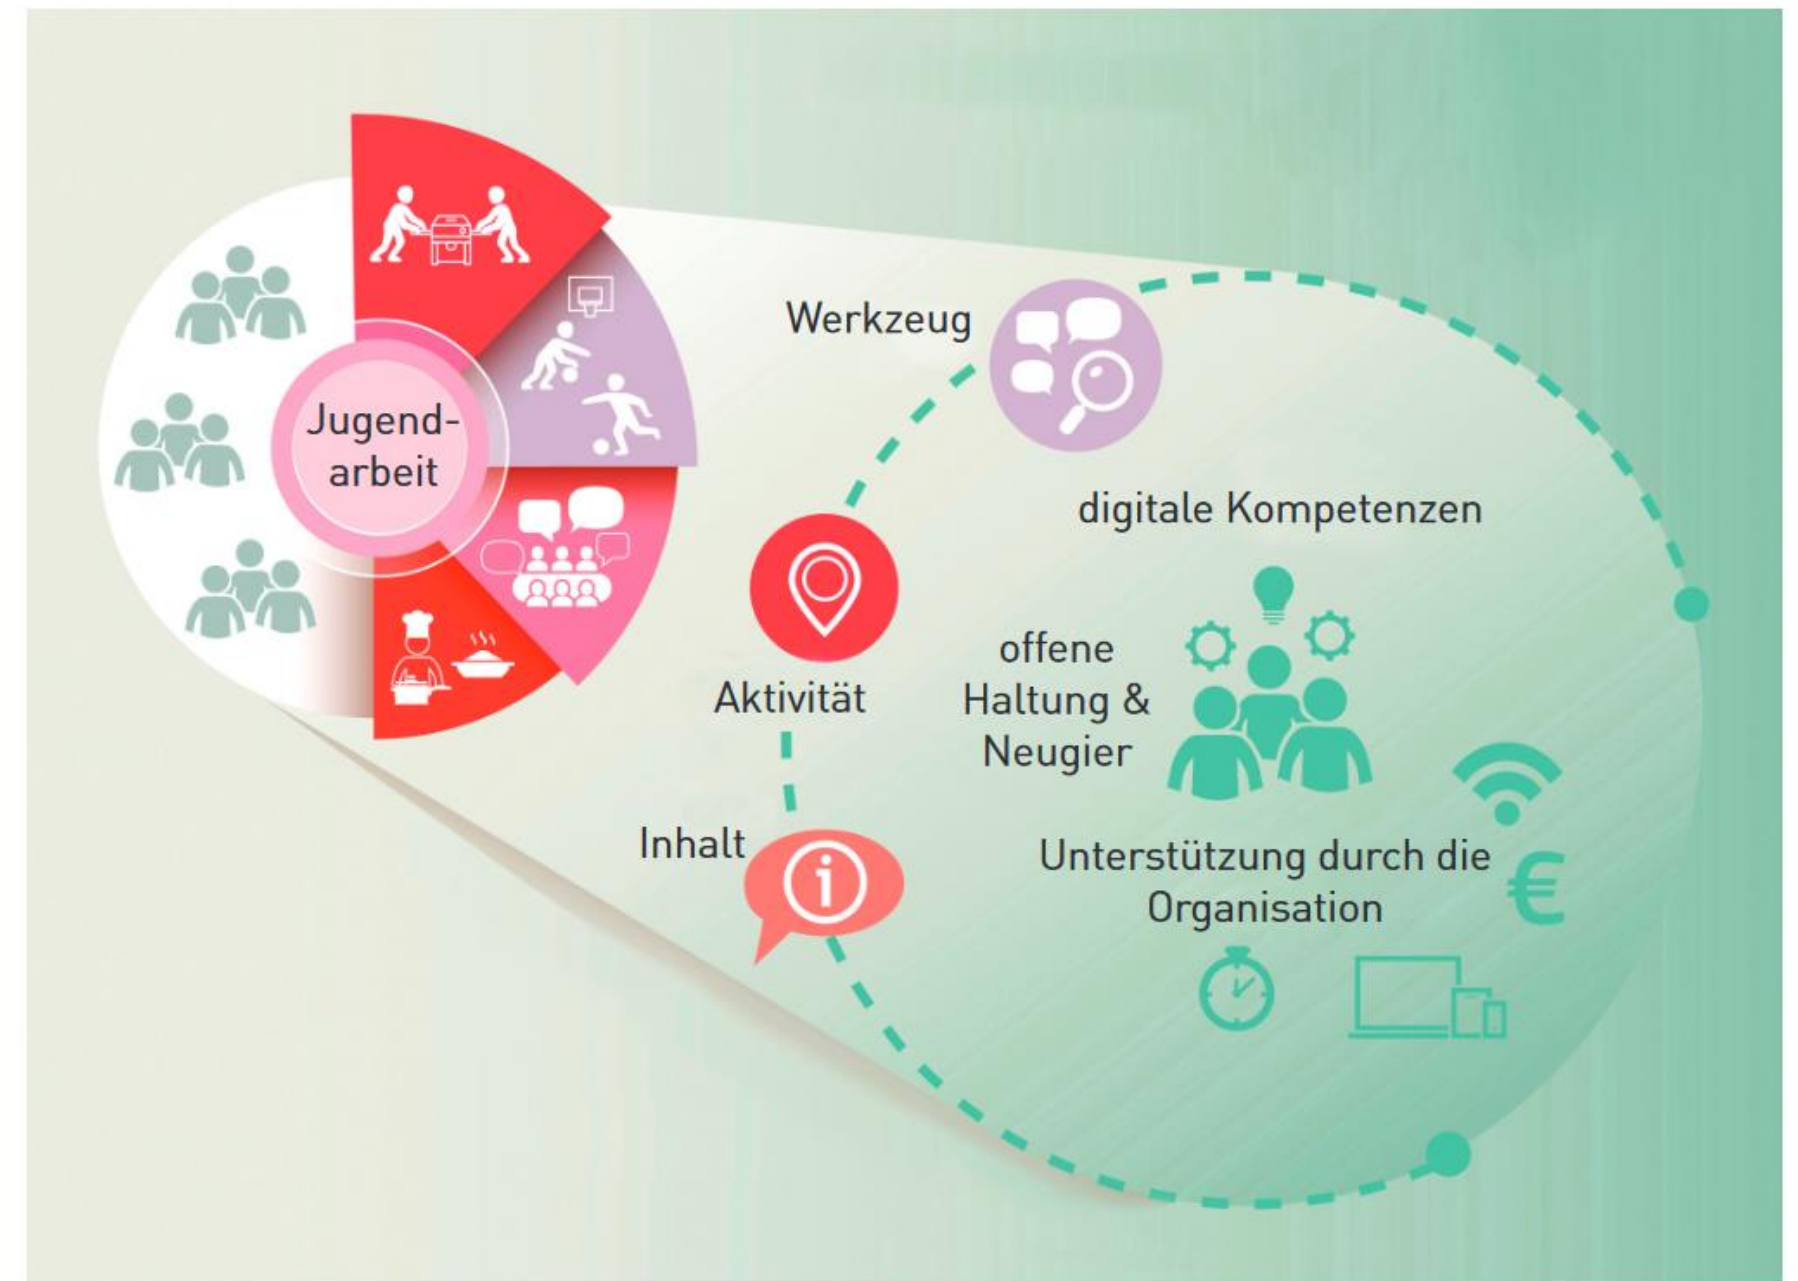 Jugend-
arbeit
Werkzeug
digitale Kompetenzen
offene
Haltung &
Neugier
Aktivität
Inhalt
Unterstützung durch die
Organisation
€